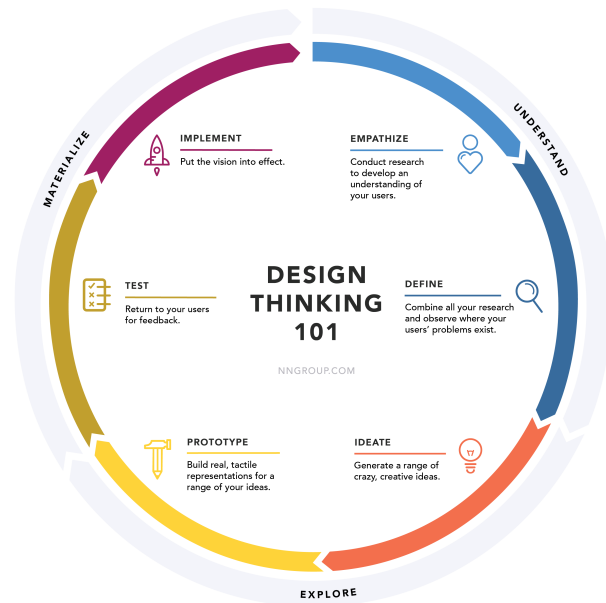 DESIGN
THINKING
101
NNGROUP.COM
UNDERSTAND
EMPATHIZE
Conduct research
to develop an
understanding of
your users.
DEFINE
Combine all your research
and observe where your
users’ problems exist.
EXPLORE
IDEATE
Generate a range of
crazy, creative ideas.
PROTOTYPE
Build real, tactile
representations for a
range of your ideas.
MATERIALIZE
TEST
Return to your users
for feedback.
IMPLEMENT
Put the vision into effect.